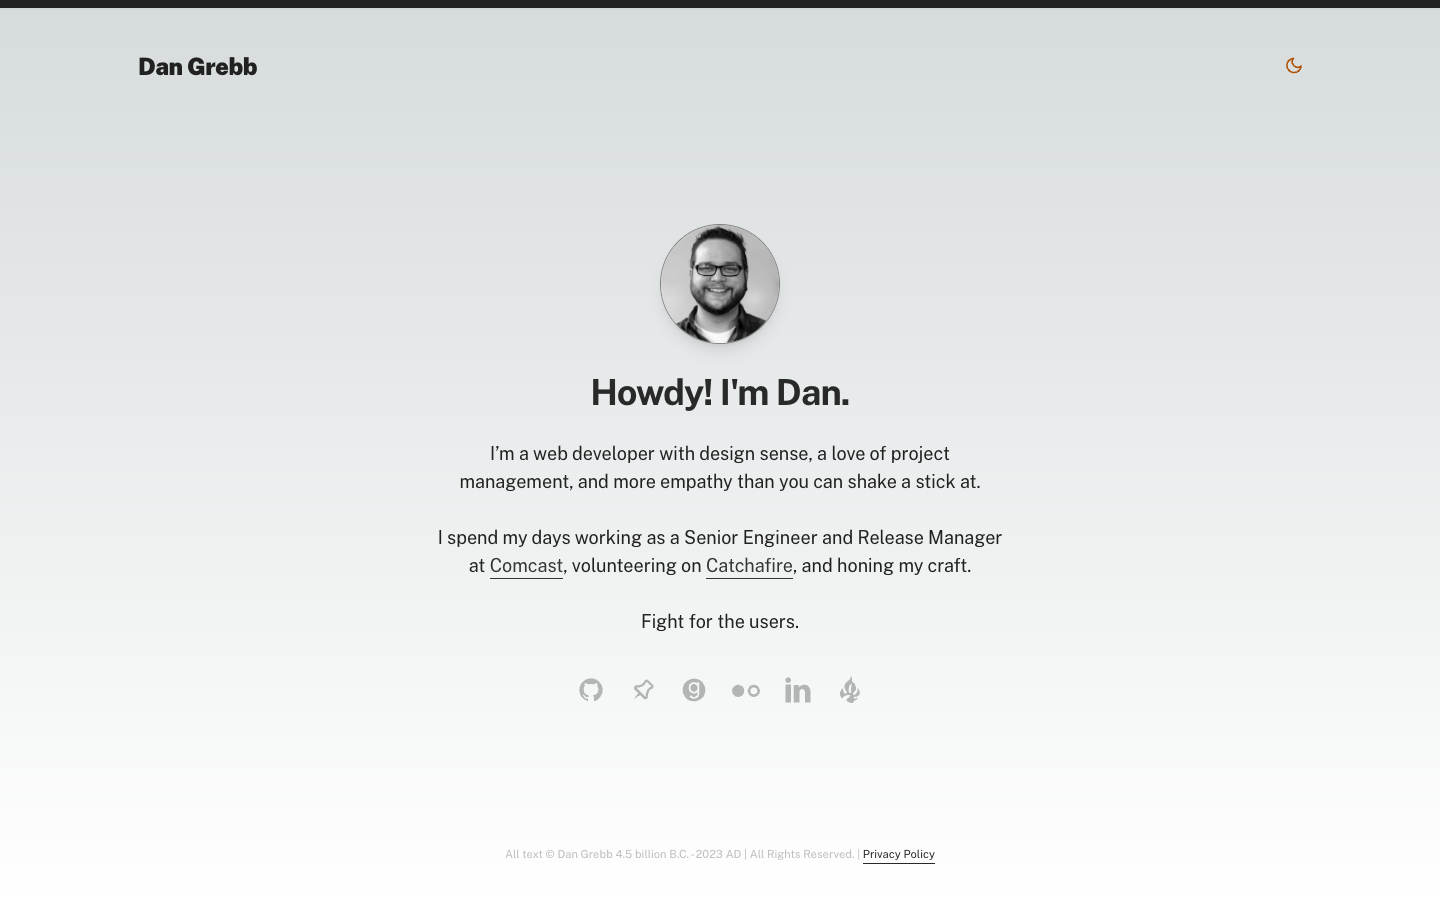 Dan Grebb
Howdy! I'm Dan.
I’m a web developer with design sense, a love of project
management, and more empathy than you can shake a stick at.
I spend my days working as a Senior Engineer and Release Manager
at Comcast, volunteering on Catchafire, and honing my craft.
Fight for the users.
All text © Dan Grebb 4.5 billion B.C. - 2023 AD | All Rights Reserved. | Privacy Policy